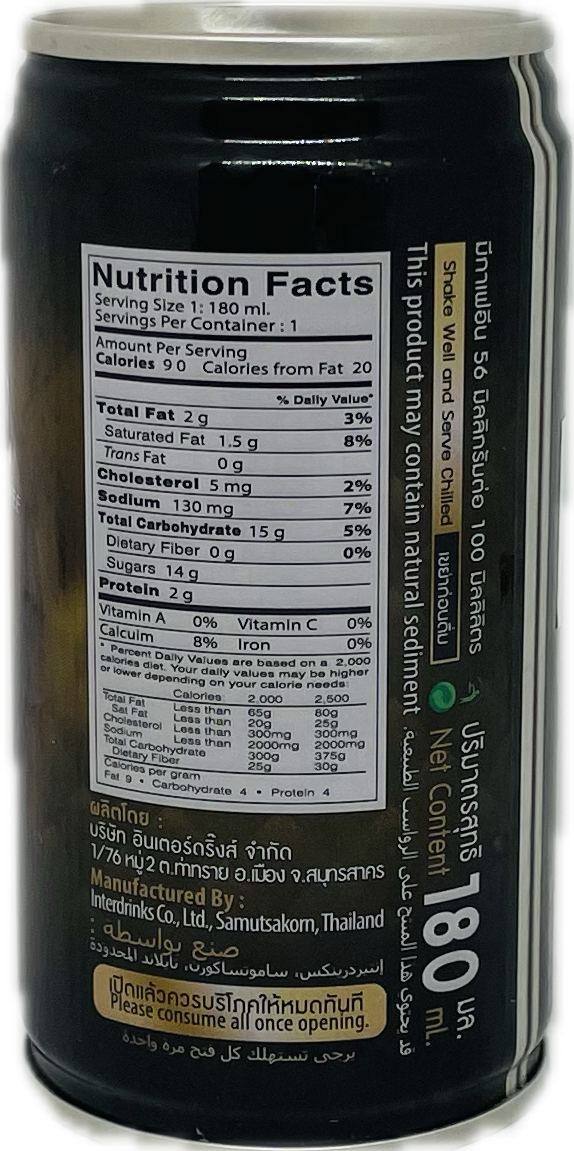 Nutrition Facts
Serving Size 1: 180 ml.
Servings Per Container : 1
Amount Per Serving
Calories 90 Calories from Fat 20
% Daily Value*
Total Fat 2 g 3%
Saturated Fat 1.5 g 8%
Trans Fat 0 g
Cholesterol 5 mg 2%
Sodium 130 mg 7%
Total Carbohydrate 15 g 5%
Dietary Fiber 0 g 0%
Sugars 14 g
Protein 2 g
Vitamin A 0% Vitamin C 0%
Calcuim 8% Iron 0%
* Percent Daily Values are based on a 2,000
calories diet. Your daily values may be higher
or lower depending on your calorie needs:
Calories: 2,000 2,500
Total Fat Less than 65g 80g
Sat Fat Less than 20g 25g
Cholesterol Less than 300mg 300mg
Sodium Less than 2000mg 2000mg
Total Carbohydrate 300g 375g
Dietary Fiber 25g 30g
Calories per gram
Fat 9 • Carbohydrate 4 • Protein 4
ผลิตโดย :
บริษัท อินเตอร์ดริ๊งส์ จำกัด
1/76 หมู่ 2 ต.ท่าทราย อ.เมือง จ.สมุทรสาคร
Manufactured By :
Interdrinks Co., Ltd., Samutsakorn, Thailand
صنع بواسطة :
إنتيردرينكس، ساموتساكورن، تايلاند المحدودة
เปิดแล้วควรบริโภคให้หมดทันที
Please consume all once opening.
يرجى تستهلك كل فتح مرة واحدة
มีกาเฟอีน 56 มิลลิกรัมต่อ 100 มิลลิลิตร
Shake Well and Serve Chilled เขย่าก่อนดื่ม
This product may contain natural sediment
قد يحتوى هذا المنتج على الرواسب الطبيعية.
ปริมาตรสุทธิ
Net Content 180 มล.
mL.